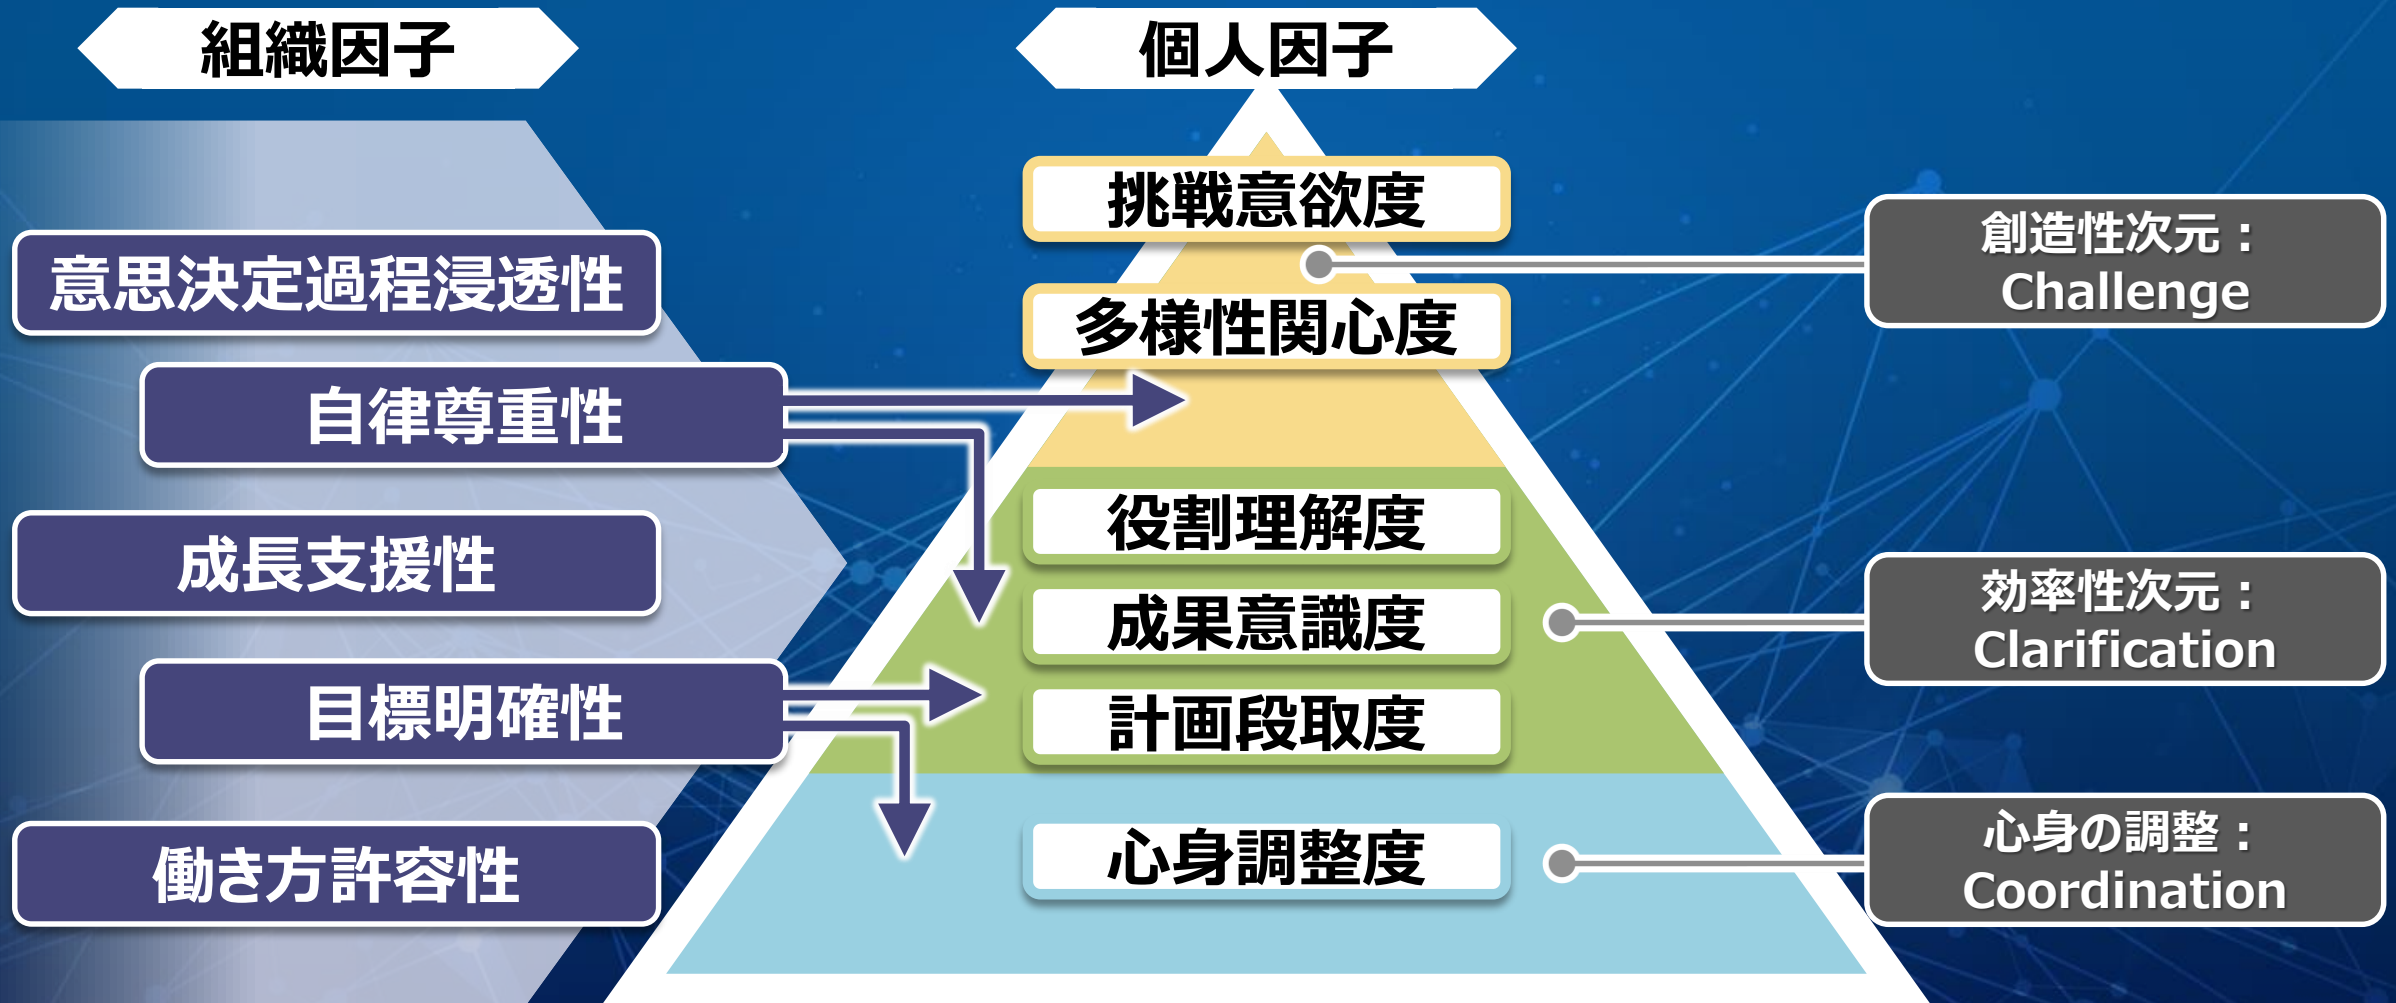 組織因子
意思決定過程浸透性
自律尊重性
成長支援性
目標明確性
働き方許容性
個人因子
挑戦意欲度
多様性関心度
役割理解度
成果意識度
計画段取度
心身調整度
創造性次元：
Challenge
効率性次元：
Clarification
心身の調整：
Coordination